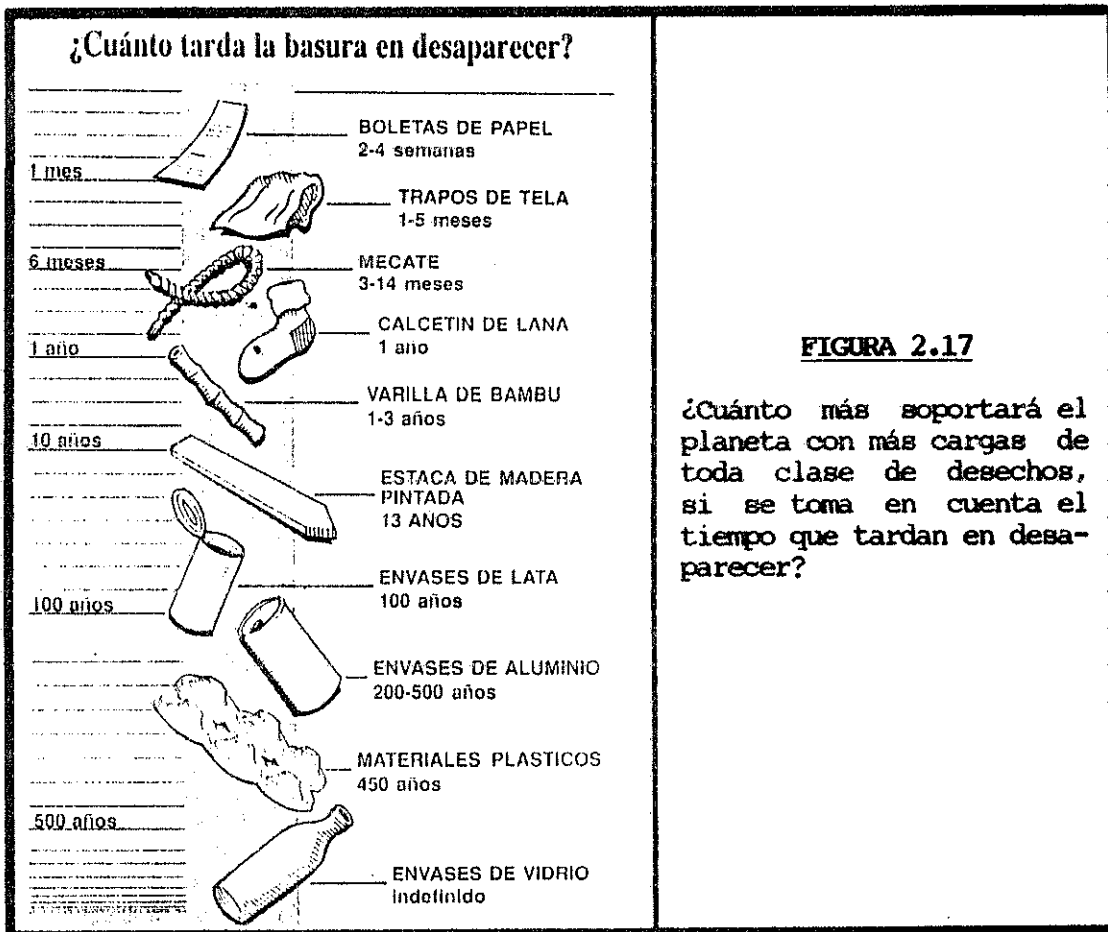 ¿Cuánto tarda la basura en desaparecer?
BOLETAS DE PAPEL
2-4 semanas
1 mes
TRAPOS DE TELA
1-5 meses
6 meses
MECATE
3-14 meses
CALCETIN DE LANA
1 año
1 año
VARILLA DE BAMBU
1-3 años
10 años
ESTACA DE MADERA
PINTADA
13 AÑOS
ENVASES DE LATA
100 años
100 años
ENVASES DE ALUMINIO
200-500 años
MATERIALES PLASTICOS
450 años
500 años
ENVASES DE VIDRIO
indefinido
FIGURA 2.17
¿Cuánto más soportará el
planeta con más cargas de
toda clase de desechos,
si se toma en cuenta el
tiempo que tardan en desa-
parecer?